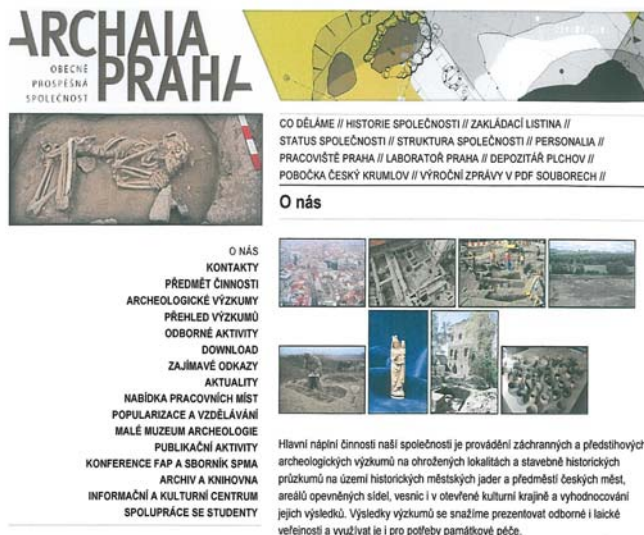 ARCHAIA
OBECNĚ
PROSPĚŠNÁ
SPOLEČNOST
PRAHA
CO DĚLÁME // HISTORIE SPOLEČNOSTI // ZAKLÁDACÍ LISTINA //
STATUS SPOLEČNOSTI // STRUKTURA SPOLEČNOSTI // PERSONALIA //
PRACOVIŠTĚ PRAHA // LABORATOŘ PRAHA // DEPOZITÁŘ PLCHOV //
POBOČKA ČESKÝ KRUMLOV // VÝROČNÍ ZPRÁVY V PDF SOUBORECH //
O nás
O NÁS
KONTAKTY
PŘEDMĚT ČINNOSTI
ARCHEOLOGICKÉ VÝZKUMY
PŘEHLED VÝZKUMŮ
ODBORNÉ AKTIVITY
DOWNLOAD
ZAJÍMAVÉ ODKAZY
AKTUALITY
NABÍDKA PRACOVNÍCH MÍST
POPULARIZACE A VZDĚLÁVÁNÍ
MALÉ MUZEUM ARCHEOLOGIE
PUBLIKAČNÍ AKTIVITY
KONFERENCE FAP A SBORNÍK SPMA
ARCHIV A KNIHOVNA
INFORMAČNÍ A KULTURNÍ CENTRUM
SPOLUPRÁCE SE STUDENTY
Hlavní náplní činnosti naší společnosti je provádění záchranných a předstihových
archeologických výzkumů na ohrožených lokalitách a stavebně historických
průzkumů na území historických městských jader a předměstí českých měst,
areálů opevněných sídel, vesnic i v otevřené kulturní krajině a vyhodnocování
jejich výsledků. Výsledky výzkumů se snažíme prezentovat odborné i laické
veřejnosti a využívat je i pro potřeby památkové péče.